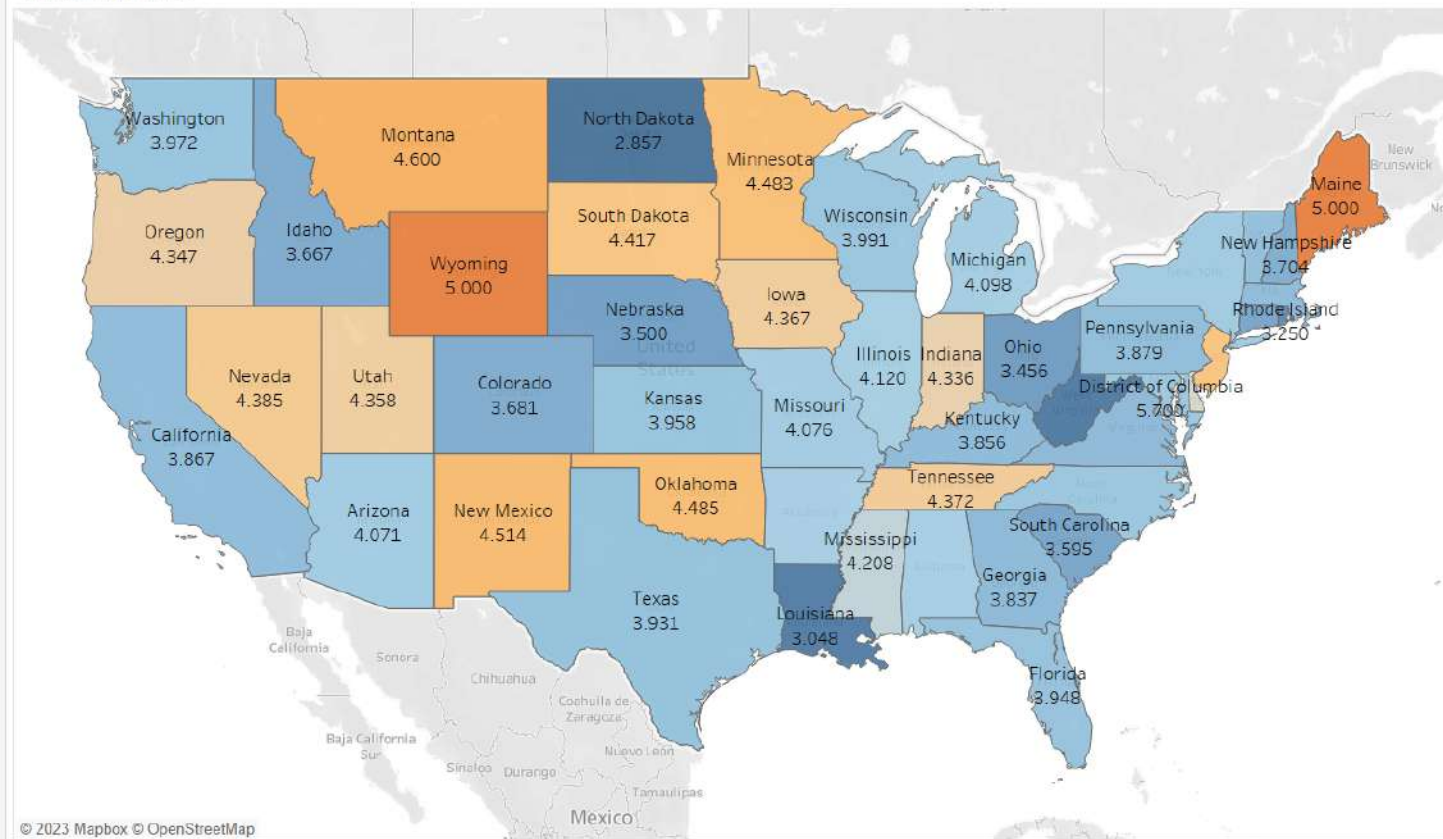 Washington
3.972
Montana
4.600
North Dakota
2.857
Minnesota
4.483
Oregon
4.347
Idaho
3.667
Wyoming
5.000
South Dakota
4.417
Wisconsin
3.991
Michigan
4.098
Maine
5.000
New
Brunswick
New Hampshire
3.704
Nebraska
3.500
United
States
Iowa
4.367
Rhode Island
3.250
Nevada
4.385
Utah
4.358
Colorado
3.681
Kansas
3.958
Missouri
4.076
Illinois
4.120
Indiana
4.336
Ohio
3.456
Pennsylvania
3.879
District of Columbia
5.700
Kentucky
3.856
California
3.867
Arizona
4.071
New Mexico
4.514
Oklahoma
4.485
Tennessee
4.372
North
Carolina
South Carolina
3.595
Mississippi
4.208
Georgia
3.837
Texas
3.931
Louisiana
3.048
Florida
3.948
Baja
California
Sonora
Chihuahua
Coahuila de
Zaragoza
Baja California
Sur
Sinaloa
Durango
Nuevo León
Tamaulipas
Mexico
© 2023 Mapbox © OpenStreetMap